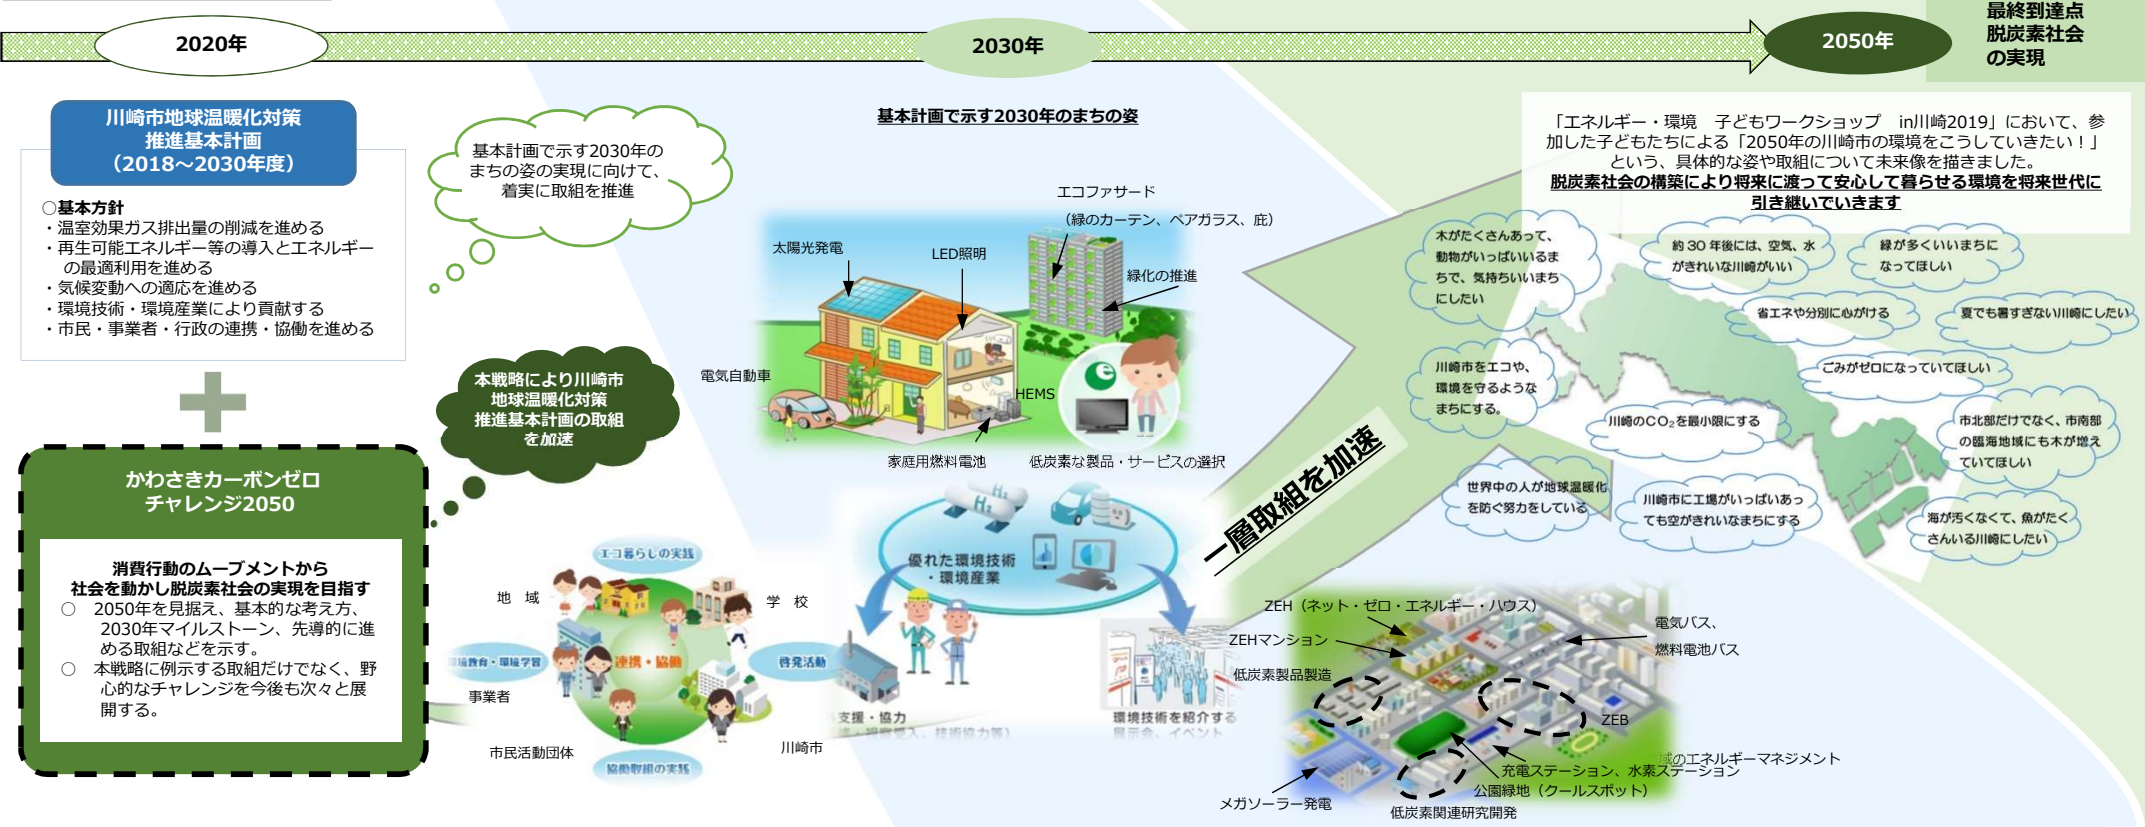 2020年
2030年
2050年
最終到達点
脱炭素社会
の実現
川崎市地球温暖化対策
推進基本計画
（2018～2030年度）
○基本方針
・温室効果ガス排出量の削減を進める
・再生可能エネルギー等の導入とエネルギー
の最適利用を進める
・気候変動への適応を進める
・環境技術・環境産業により貢献する
・市民・事業者・行政の連携・協働を進める
かわさきカーボンゼロ
チャレンジ2050
消費行動のムーブメントから
社会を動かし脱炭素社会の実現を目指す
○ 2050年を見据え、基本的な考え方、
2030年マイルストーン、先導的に進
める取組などを示す。
○ 本戦略に例示する取組だけでなく、野
心的なチャレンジを今後も次々と展
開する。
基本計画で示す2030年の
まちの姿の実現に向けて、
着実に取組を推進
本戦略により川崎市
地球温暖化対策
推進基本計画の取組
を加速
基本計画で示す2030年のまちの姿
エコファサード
（緑のカーテン、ペアガラス、庇）
太陽光発電
LED照明
緑化の推進
電気自動車
HEMS
家庭用燃料電池
低炭素な製品・サービスの選択
H₂
H₂
優れた環境技術
・環境産業
エコ暮らしの実践
地 域
学 校
環境教育・環境学習
連携・協働
啓発活動
事業者
川崎市
市民活動団体
協働取組の実践
支援・協力
環境技術を紹介する
展示会、イベント
一層取組を加速
「エネルギー・環境 子どもワークショップ in川崎2019」において、参
加した子どもたちによる「2050年の川崎市の環境をこうしていきたい！」
という、具体的な姿や取組について未来像を描きました。
脱炭素社会の構築により将来に渡って安心して暮らせる環境を将来世代に
引き継いでいきます
木がたくさんあって、
動物がいっぱいいるま
ちで、気持ちいいまち
にしたい
約30年後には、空気、水
がきれいな川崎がいい
緑が多くいいまちに
なってほしい
省エネや分別に心がける
夏でも暑すぎない川崎にしたい
川崎市をエコや、
環境を守るような
まちにする。
ごみがゼロになっていてほしい
川崎のCO₂を最小限にする
市北部だけでなく、市南部
の臨海地域にも木が増え
ていてほしい
世界中の人が地球温暖化
を防ぐ努力をしている
川崎市に工場がいっぱいあっ
ても空がきれいなまちにする
海が汚くなくて、魚がたく
さんいる川崎にしたい
ZEH（ネット・ゼロ・エネルギー・ハウス）
ZEHマンション
低炭素製品製造
電気バス、
燃料電池バス
ZEB
域のエネルギーマネジメント
充電ステーション、水素ステーション
公園緑地（クールスポット）
メガソーラー発電
低炭素関連研究開発